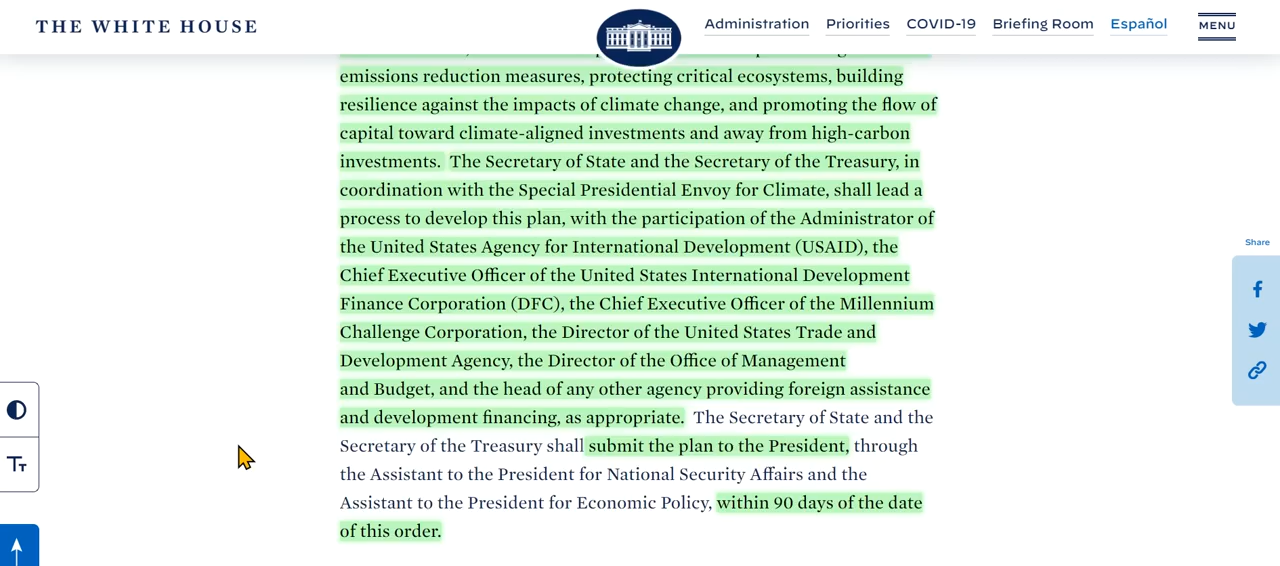 THE WHITE HOUSE
Administration Priorities COVID-19 Briefing Room Español MENU
emissions reduction measures, protecting critical ecosystems, building
resilience against the impacts of climate change, and promoting the flow of
capital toward climate-aligned investments and away from high-carbon
investments. The Secretary of State and the Secretary of the Treasury, in
coordination with the Special Presidential Envoy for Climate, shall lead a
process to develop this plan, with the participation of the Administrator of
the United States Agency for International Development (USAID), the
Chief Executive Officer of the United States International Development
Finance Corporation (DFC), the Chief Executive Officer of the Millennium
Challenge Corporation, the Director of the United States Trade and
Development Agency, the Director of the Office of Management
and Budget, and the head of any other agency providing foreign assistance
and development financing, as appropriate. The Secretary of State and the
Secretary of the Treasury shall submit the plan to the President, through
the Assistant to the President for National Security Affairs and the
Assistant to the President for Economic Policy, within 90 days of the date
of this order.
Share
TT